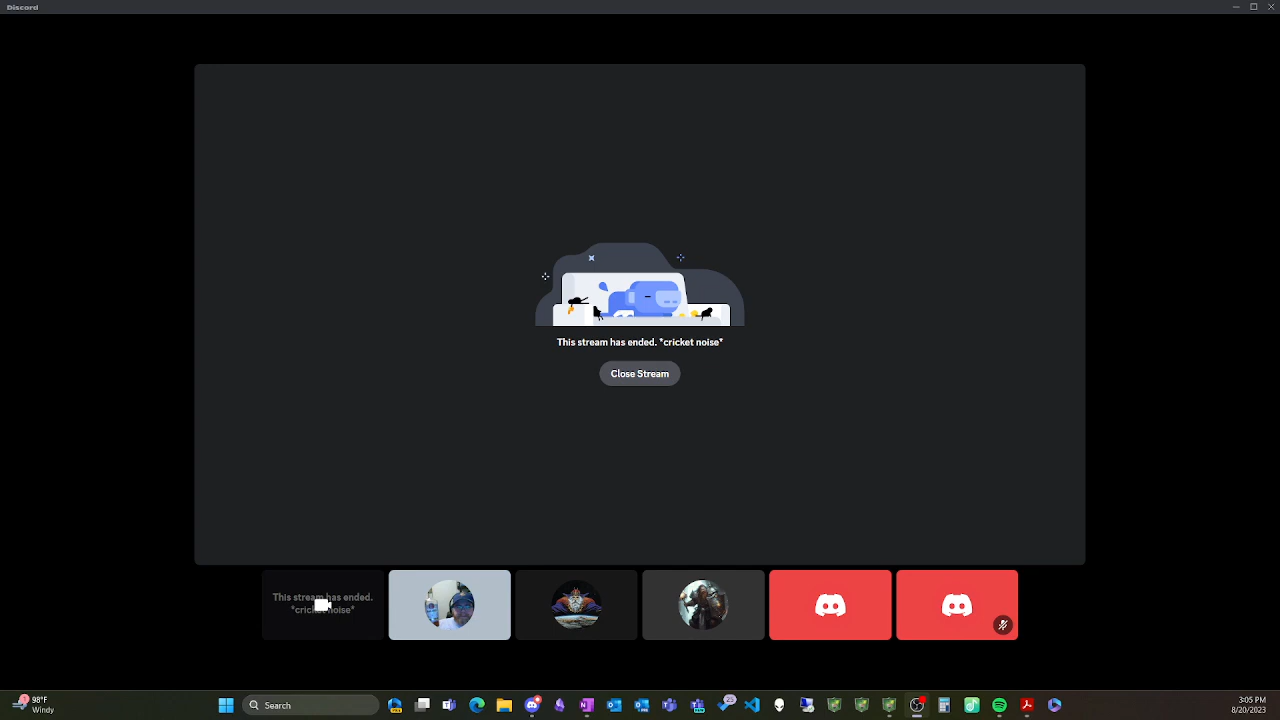 Discord
This stream has ended. *cricket noise*
Close Stream
This stream has ended.
*cricket noise*
98°F
Windy
Search
3:05 PM
8/20/2023